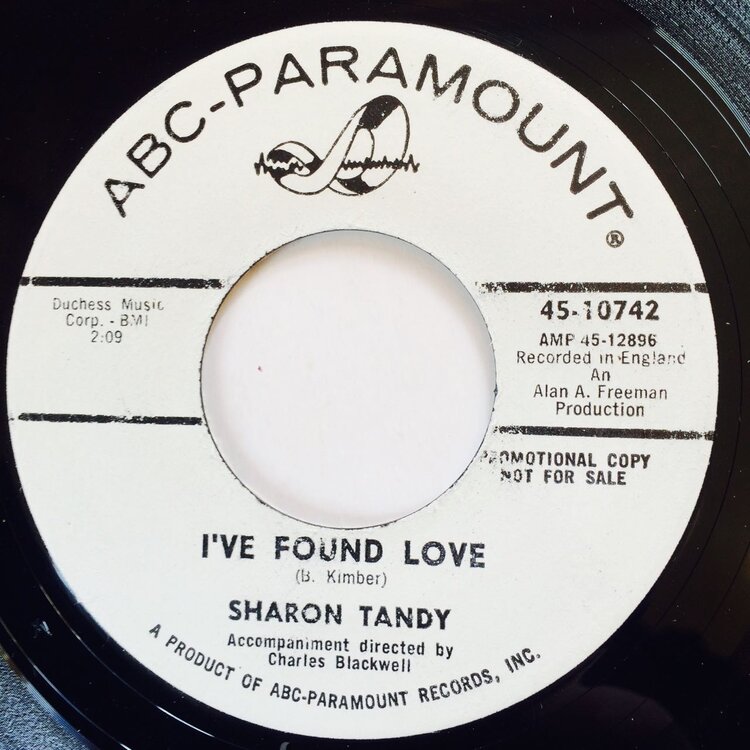 ABC-PARAMOUNT
®
Duchess Music
Corp. - BMI
2:09
45-10742
AMP 45-12896
Recorded in England
An
Alan A. Freeman
Production
PROMOTIONAL COPY
NOT FOR SALE
I'VE FOUND LOVE
(B. Kimber)
SHARON TANDY
Accompaniment directed by
Charles Blackwell
A PRODUCT OF ABC-PARAMOUNT RECORDS, INC.